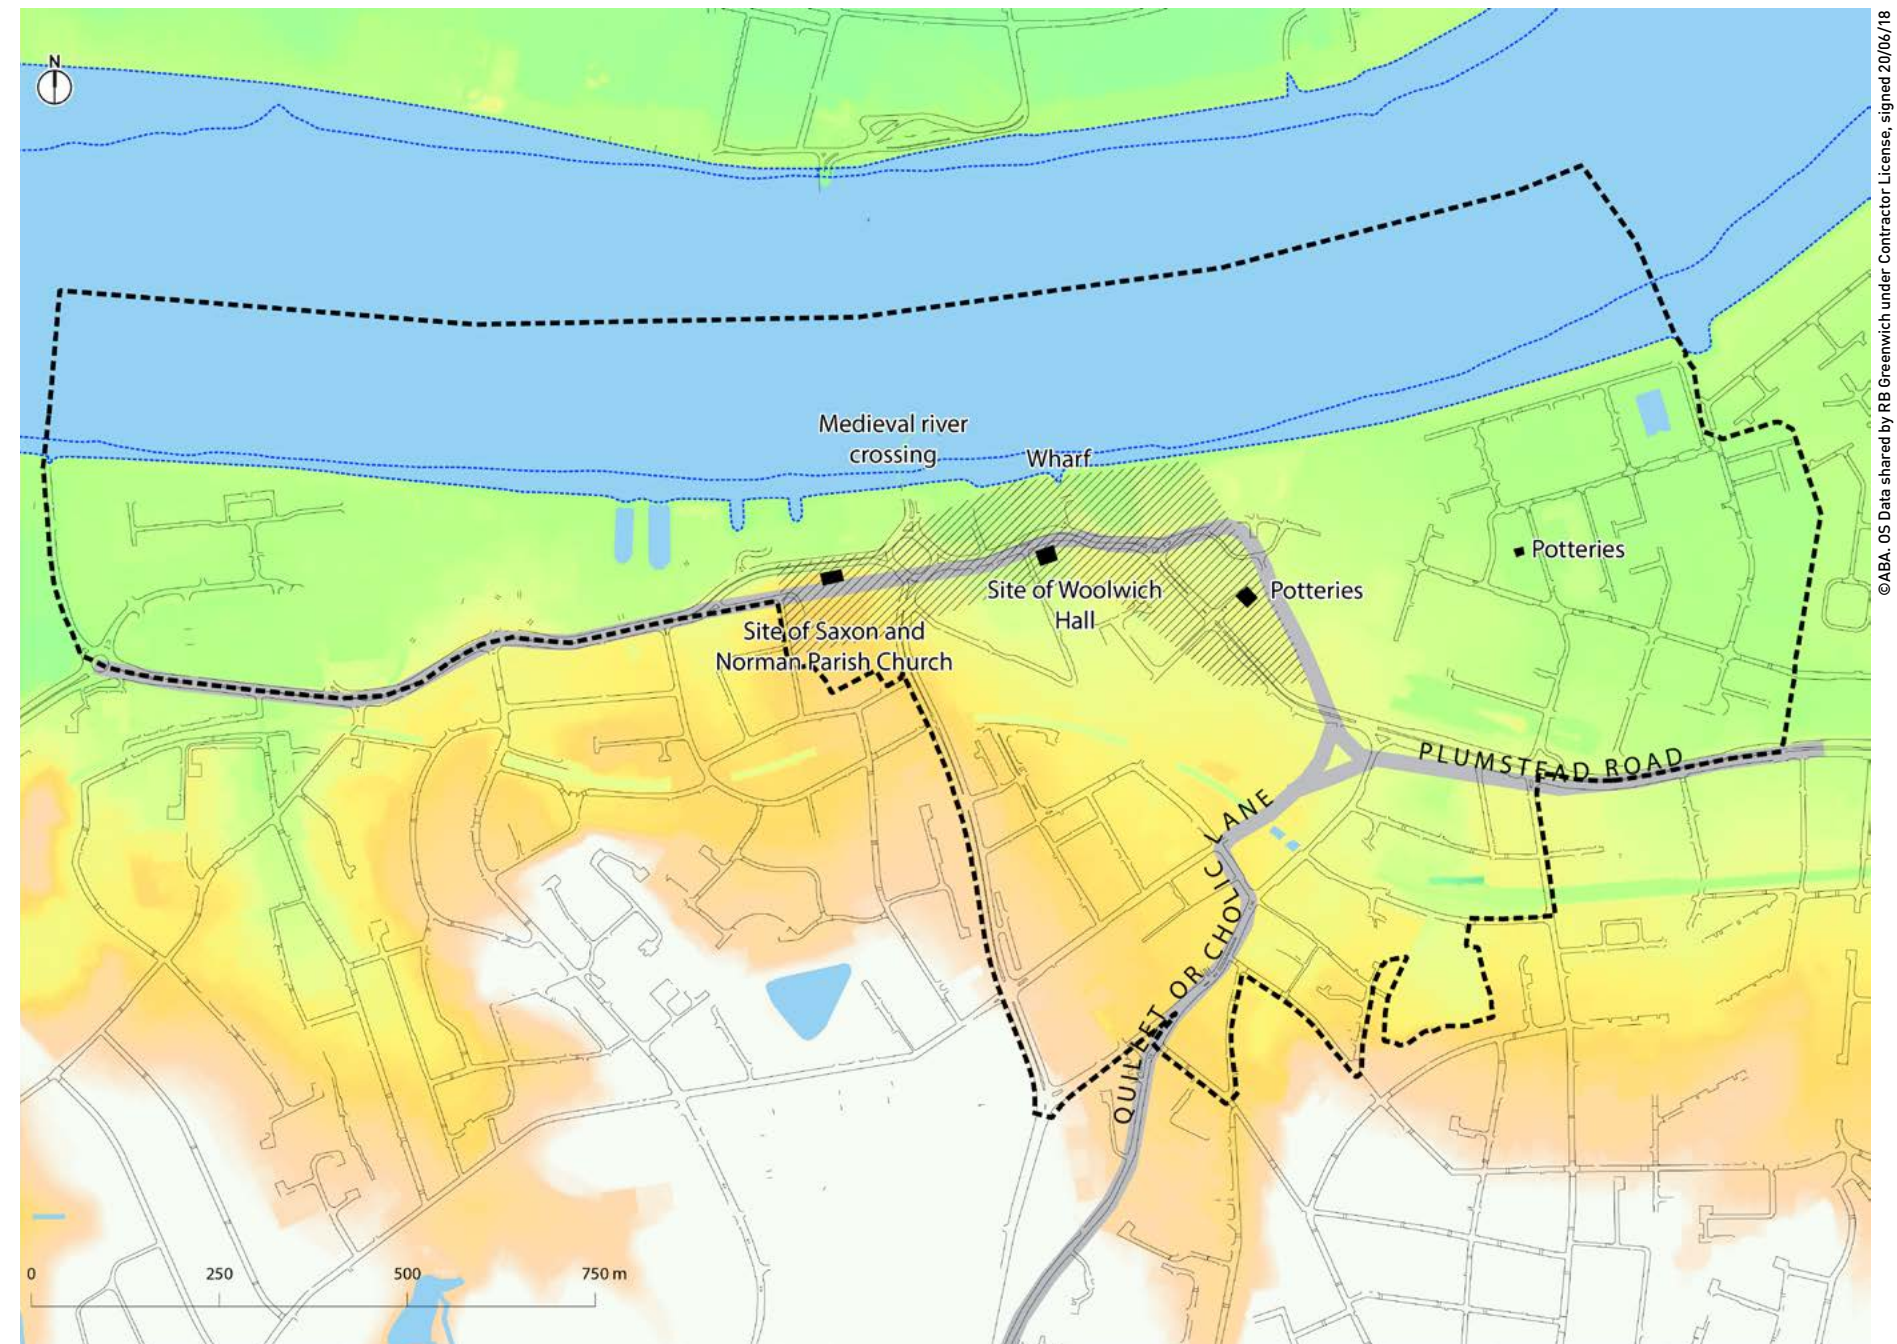 N
©ABA. OS Data shared by RB Greenwich under Contractor License, signed 20/06/18
Medieval river
crossing
Wharf
Potteries
Site of Woolwich
Hall
Potteries
Site of Saxon and
Norman Parish Church
PLUMSTEAD ROAD
QUILLET OR CHOLIC LANE
0 250 500 750 m